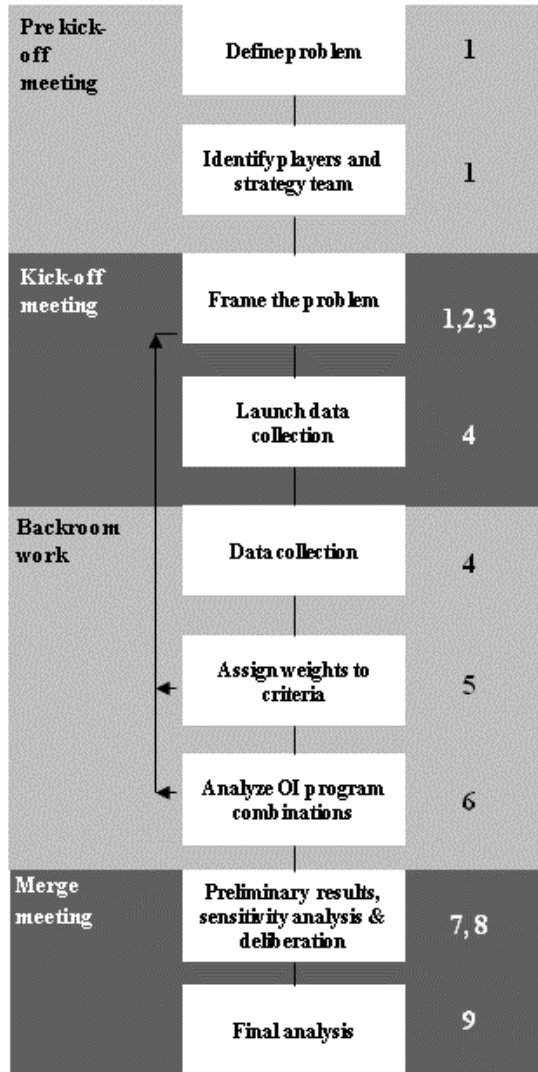 Pre kick-
off
meeting
Define problem
1
Identify players and
strategy team
1
Kick-off
meeting
Frame the problem
1,2,3
Launch data
collection
4
Backroom
work
Data collection
4
Assign weights to
criteria
5
Analyze OI program
combinations
6
Merge
meeting
Preliminary results,
sensitivity analysis &
deliberation
7, 8
Final analysis
9